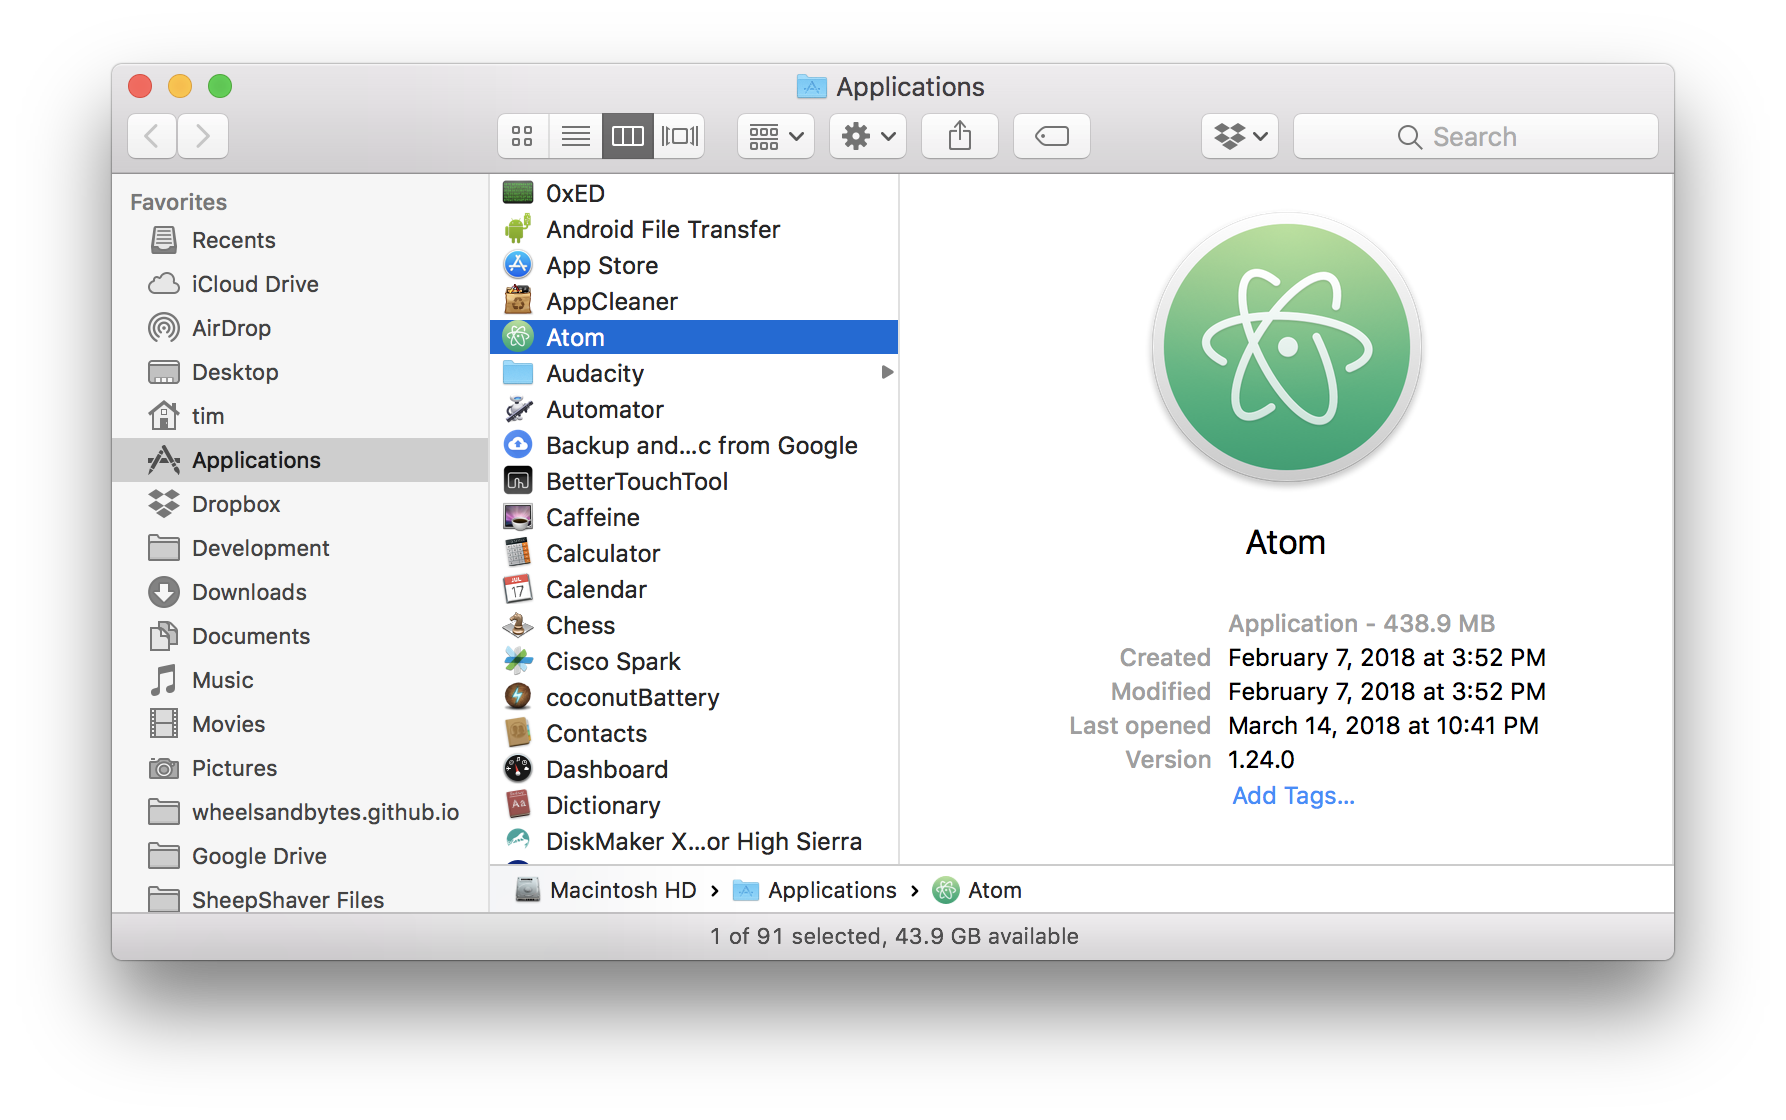 Applications
Search
Favorites
Recents
iCloud Drive
AirDrop
Desktop
tim
Applications
Dropbox
Development
Downloads
Documents
Music
Movies
Pictures
wheelsandbytes.github.io
Google Drive
SheepShaver Files
0xED
Android File Transfer
App Store
AppCleaner
Atom
Audacity
Automator
Backup and...c from Google
BetterTouchTool
Caffeine
Calculator
Calendar
Chess
Cisco Spark
coconutBattery
Contacts
Dashboard
Dictionary
DiskMaker X...or High Sierra
Atom
Application - 438.9 MB
Created February 7, 2018 at 3:52 PM
Modified February 7, 2018 at 3:52 PM
Last opened March 14, 2018 at 10:41 PM
Version 1.24.0
Add Tags...
Macintosh HD › Applications › Atom
1 of 91 selected, 43.9 GB available